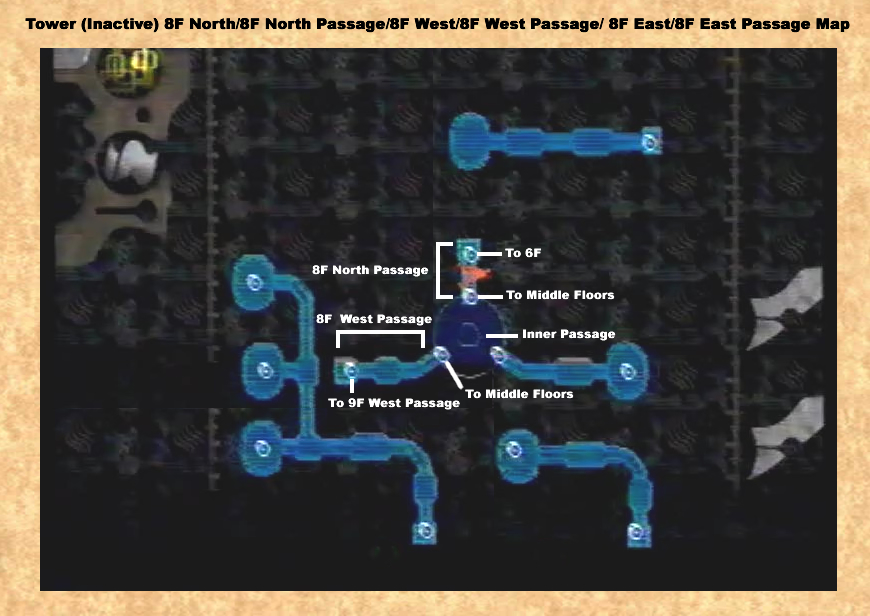 Tower (Inactive) 8F North/8F North Passage/8F West/8F West Passage/ 8F East/8F East Passage Map
To 6F
8F North Passage
To Middle Floors
8F  West Passage
Inner Passage
To Middle Floors
To 9F West Passage